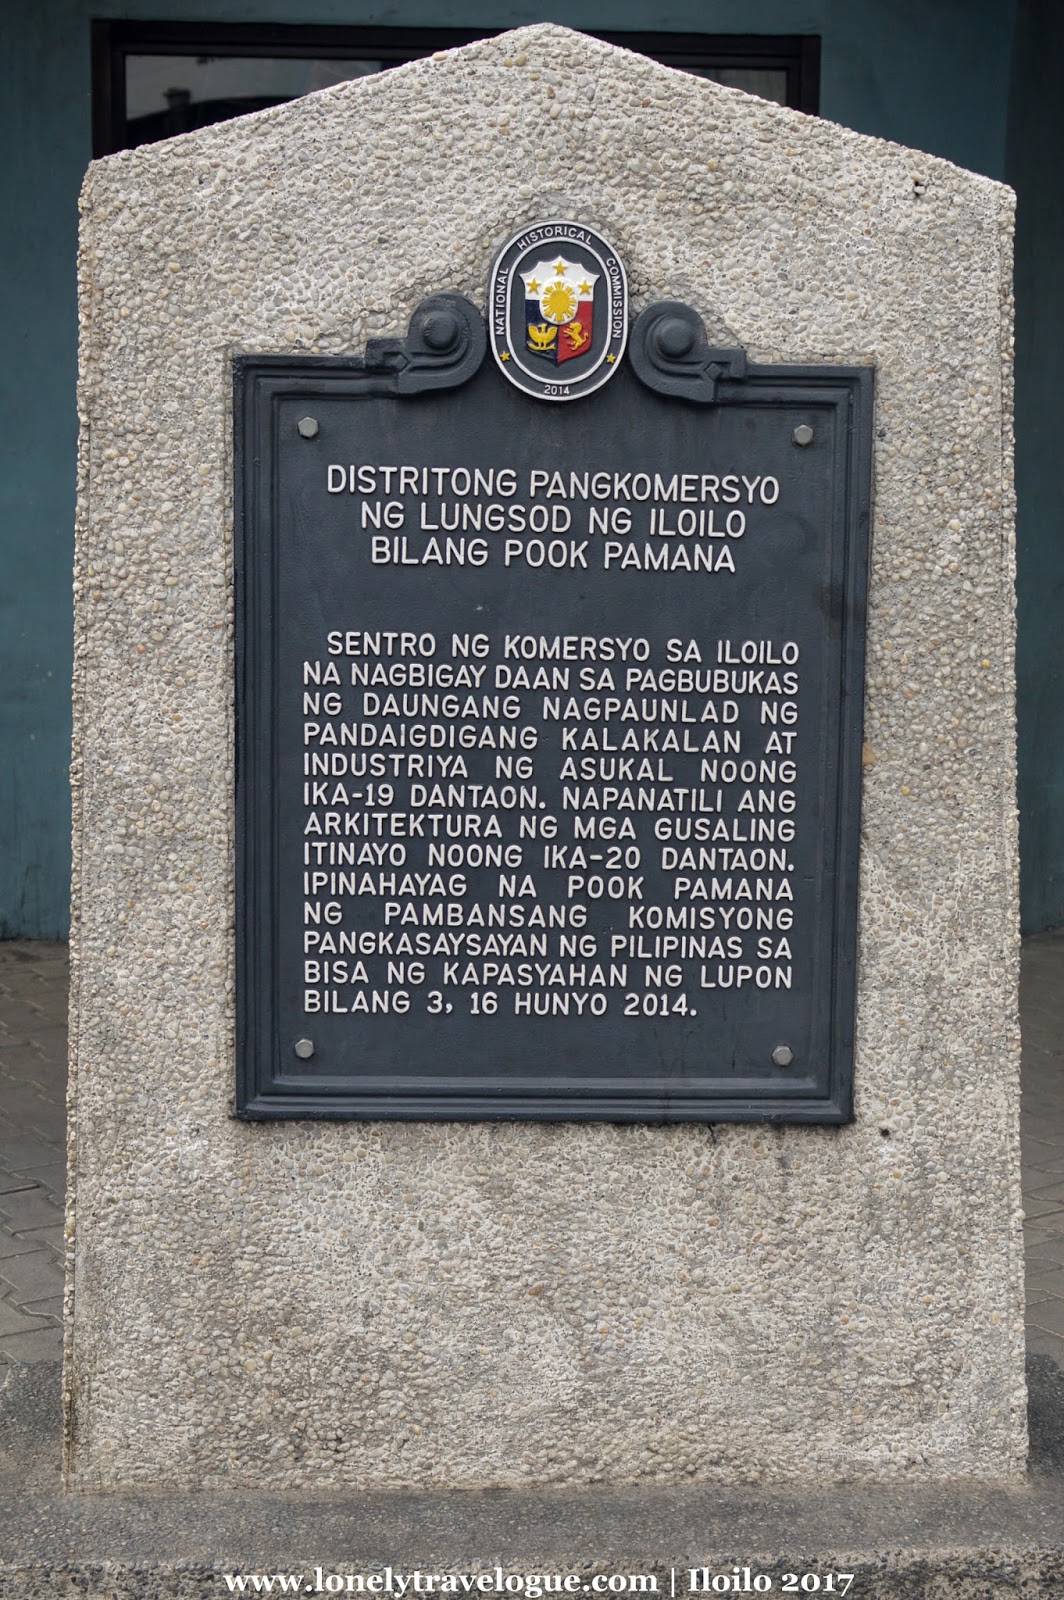 NATIONAL HISTORICAL COMMISSION
2014
DISTRITONG PANGKOMERSYO
NG LUNGSOD NG ILOILO
BILANG POOK PAMANA
SENTRO NG KOMERSYO SA ILOILO
NA NAGBIGAY DAAN SA PAGBUBUKAS
NG DAUNGANG NAGPAUNLAD NG
PANDAIGDIGANG KALAKALAN AT
INDUSTRIYA NG ASUKAL NOONG
IKA-19 DANTAON. NAPANATILI ANG
ARKITEKTURA NG MGA GUSALING
ITINAYO NOONG IKA-20 DANTAON.
IPINAHAYAG NA POOK PAMANA
NG PAMBANSANG KOMISYONG
PANGKASAYSAYAN NG PILIPINAS SA
BISA NG KAPASYAHAN NG LUPON
BILANG 3, 16 HUNYO 2014.
www.lonelytravelogue.com | Iloilo 2017